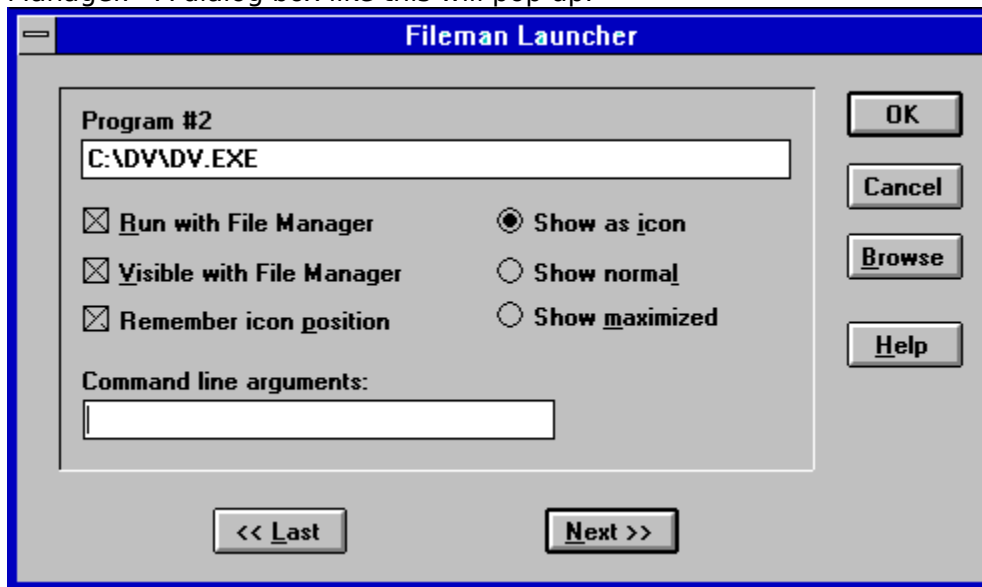 Manager. A dialog box like this will pop up:
Fileman Launcher
Program #2
C:\DV\DV.EXE
Run with File Manager
Visible with File Manager
Remember icon position
Show as icon
Show normal
Show maximized
Command line arguments:
<< Last
Next >>
OK
Cancel
Browse
Help